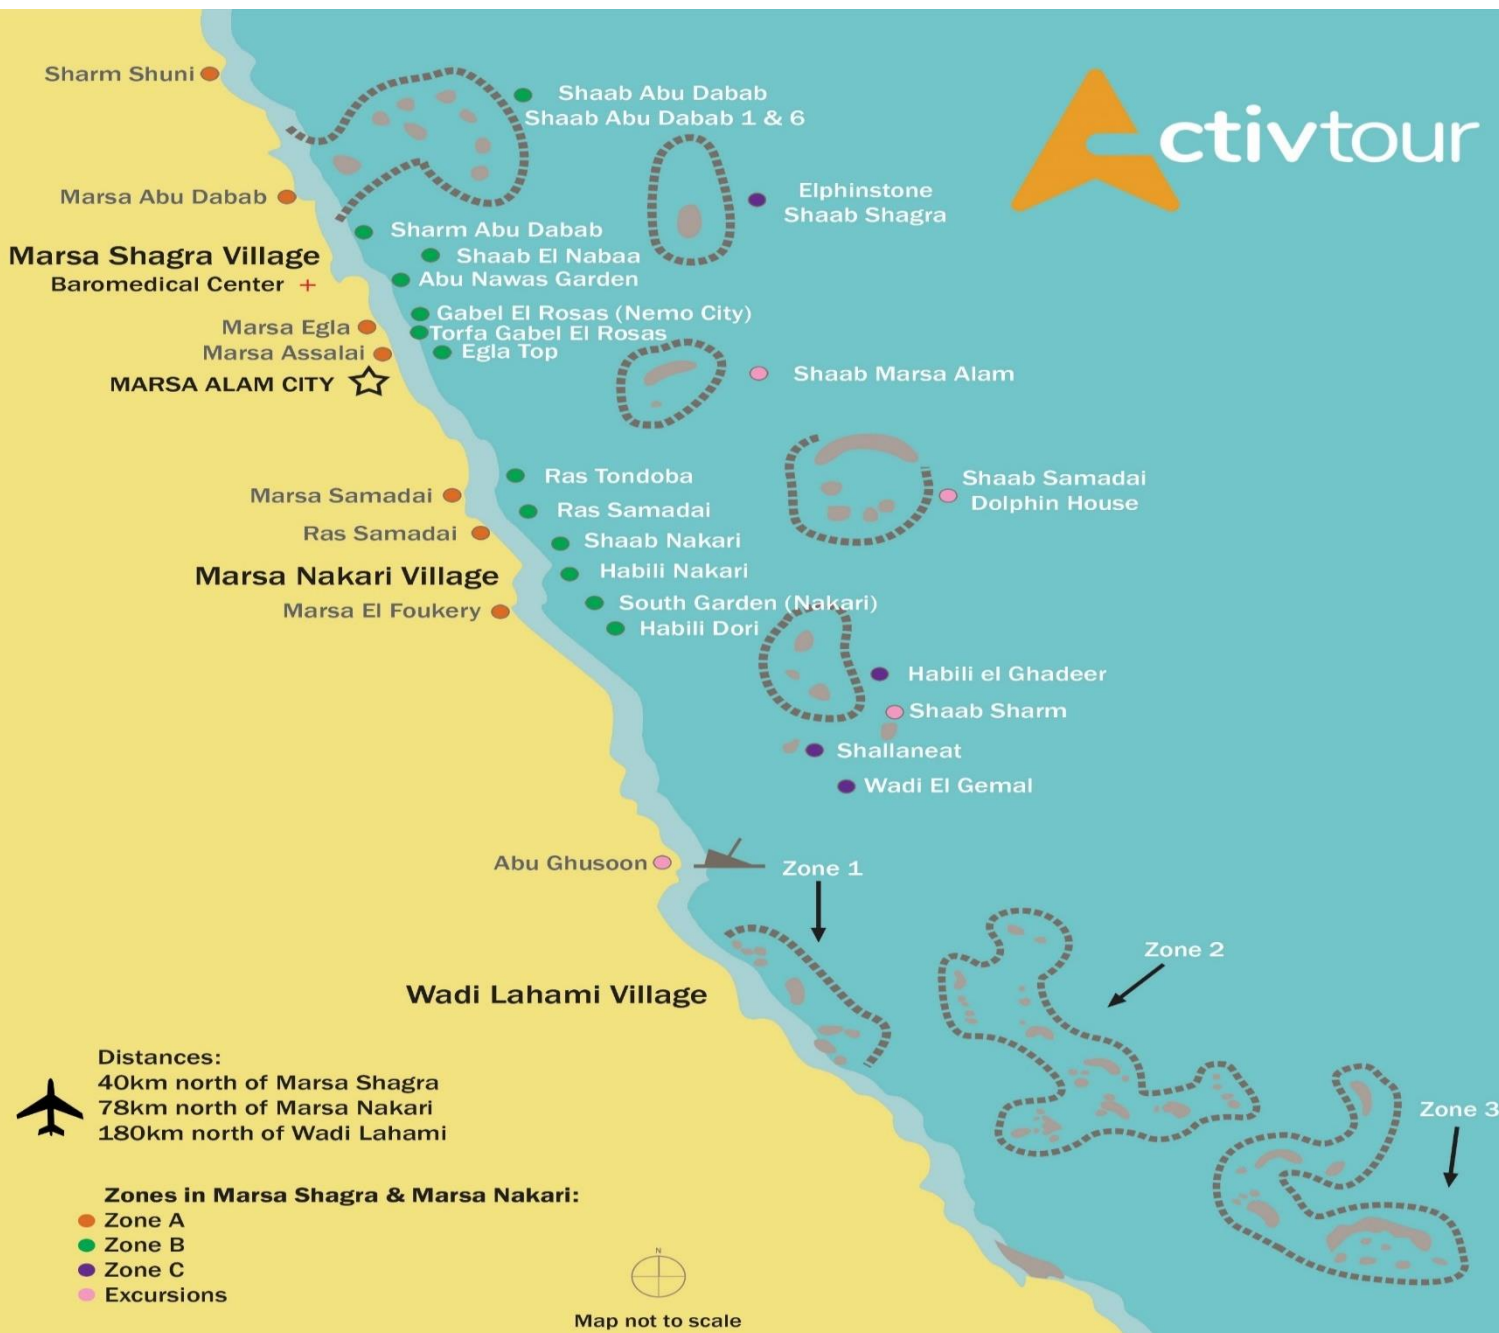 Sharm Shuni
Shaab Abu Dabab
Shaab Abu Dabab 1 & 6
Activtour
Marsa Abu Dabab
Elphinstone
Shaab Shagra
Sharm Abu Dabab
Marsa Shagra Village
Shaab El Nabaa
Baromedical Center +
Abu Nawas Garden
Gabel El Rosas (Nemo City)
Marsa Egla
Torfa Gabel El Rosas
Marsa Assalai
Egla Top
MARSA ALAM CITY
Shaab Marsa Alam
Ras Tondoba
Shaab Samadai
Dolphin House
Marsa Samadai
Ras Samadai
Ras Samadai
Shaab Nakari
Marsa Nakari Village
Habili Nakari
Marsa El Foukery
South Garden (Nakari)
Habili Dori
Habili el Ghadeer
Shaab Sharm
Shallaneat
Wadi El Gemal
Abu Ghusoon
Zone 1
Zone 2
Wadi Lahami Village
Zone 3
Distances:
40km north of Marsa Shagra
78km north of Marsa Nakari
180km north of Wadi Lahami
Zones in Marsa Shagra & Marsa Nakari:
Zone A
Zone B
Zone C
Excursions
N
Map not to scale